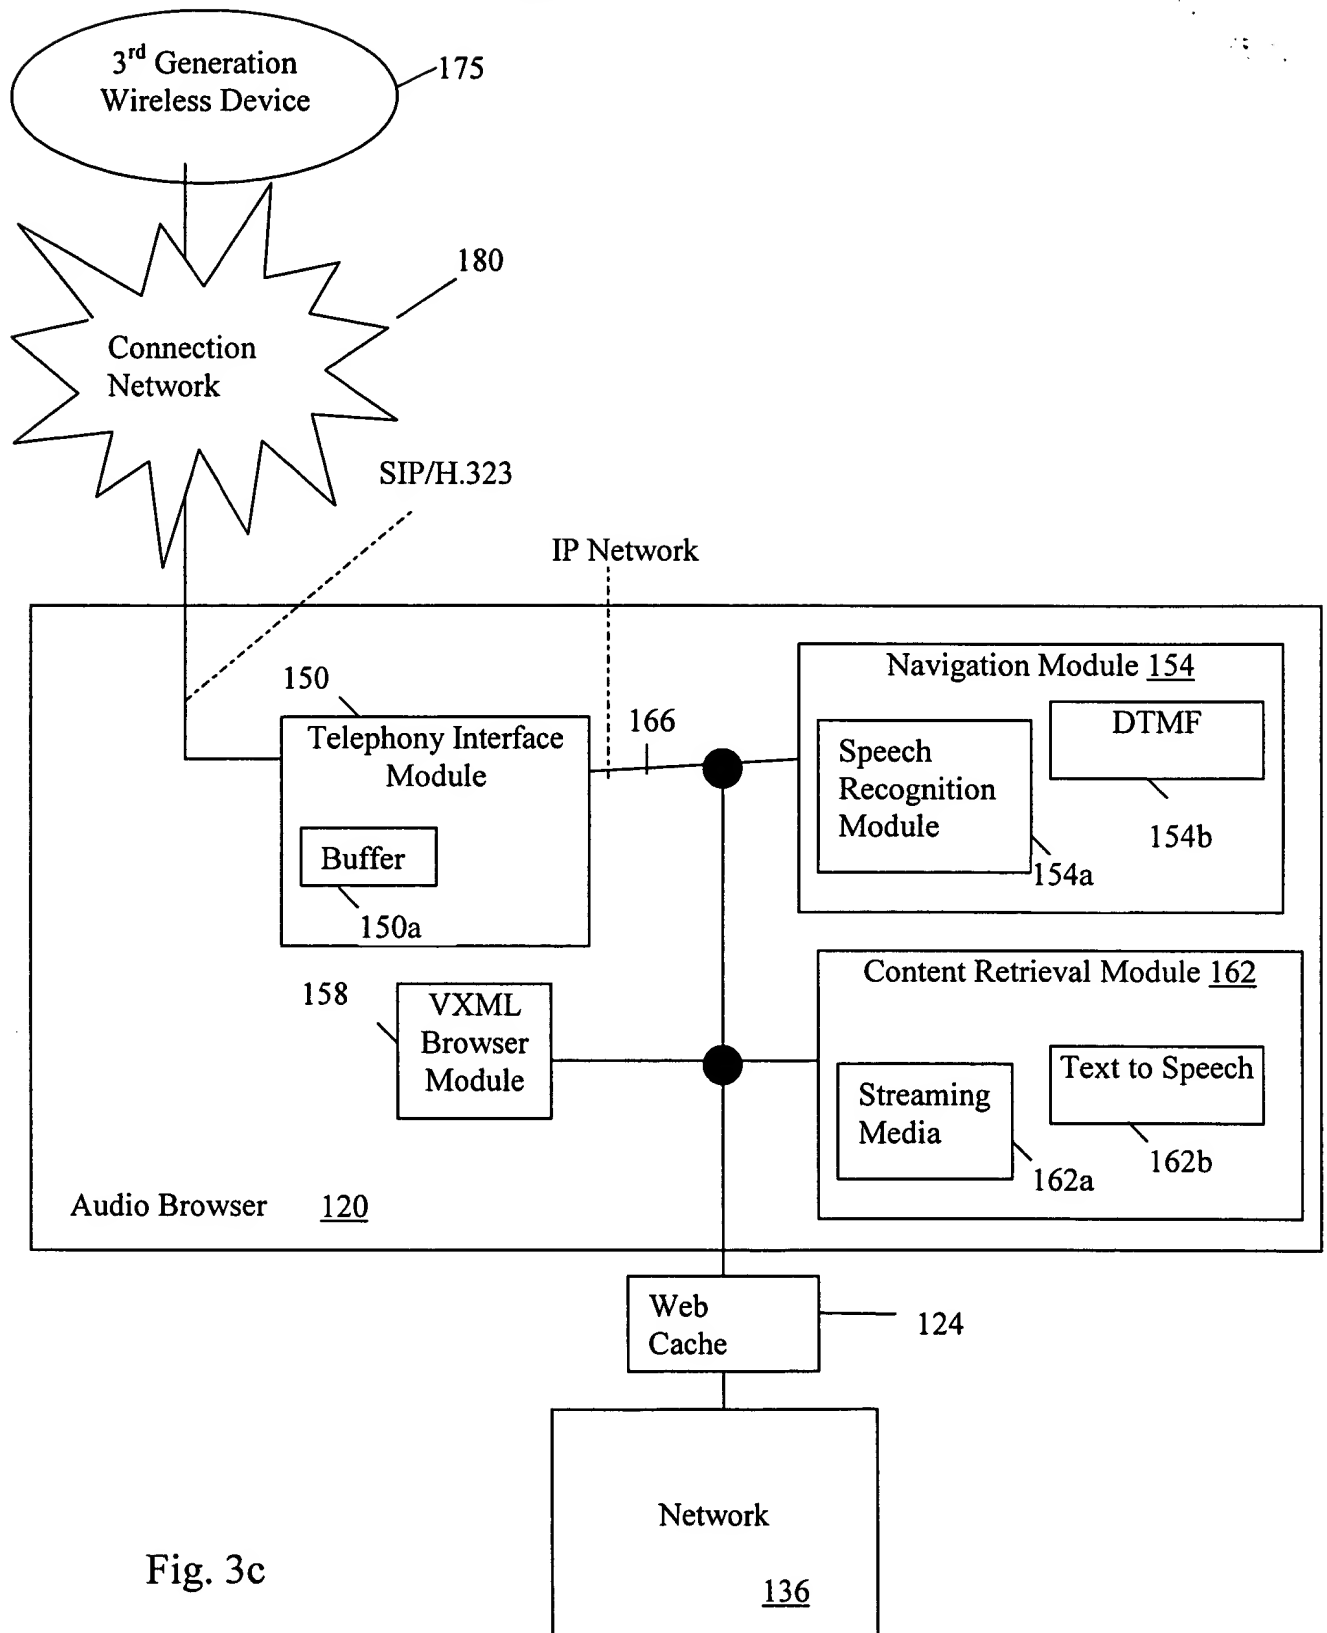 3rd Generation
Wireless Device
175
180
Connection
Network
SIP/H.323
IP Network
150
Telephony Interface
Module
Buffer
150a
166
Navigation Module 154
Speech
Recognition
Module
154a
DTMF
154b
158
VXML
Browser
Module
Content Retrieval Module 162
Streaming
Media
162a
Text to Speech
162b
Audio Browser 120
Web
Cache
124
Network
136
Fig. 3c